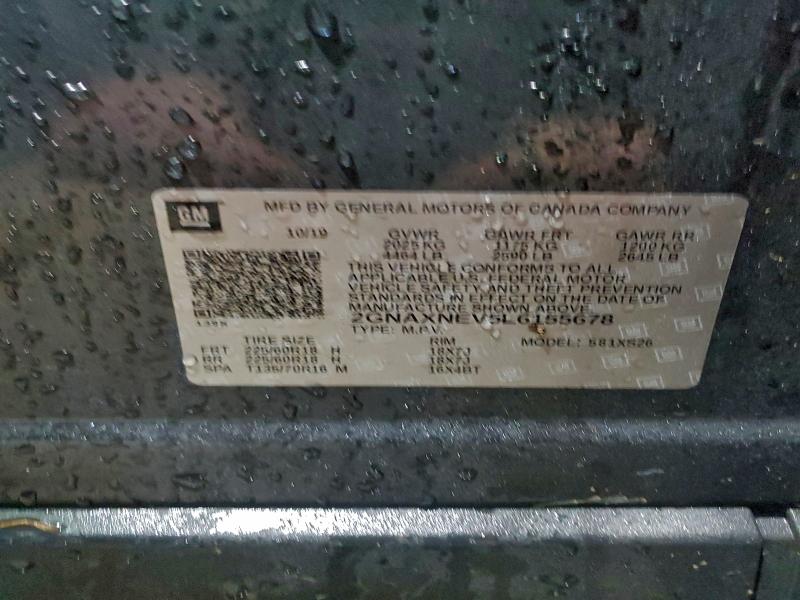 GM
MFD BY GENERAL MOTORS OF CANADA COMPANY
10/19 GVWR GAWR FRT GAWR RR
2025 KG 1175 KG 1200 KG
4464 LB 2590 LB 2645 LB
THIS VEHICLE CONFORMS TO ALL
APPLICABLE U.S. FEDERAL MOTOR
VEHICLE SAFETY AND THEFT PREVENTION
STANDARDS IN EFFECT ON THE DATE OF
MANUFACTURE SHOWN ABOVE.
2GNAXNEV5L6155678
TYPE: M.P.V. MODEL: 581XS26
TIRE SIZE RIM
FRT 225/60R18 H 18X7J
RR 225/60R18 H 18X7J
SPA T135/70R16 M 16X4BT